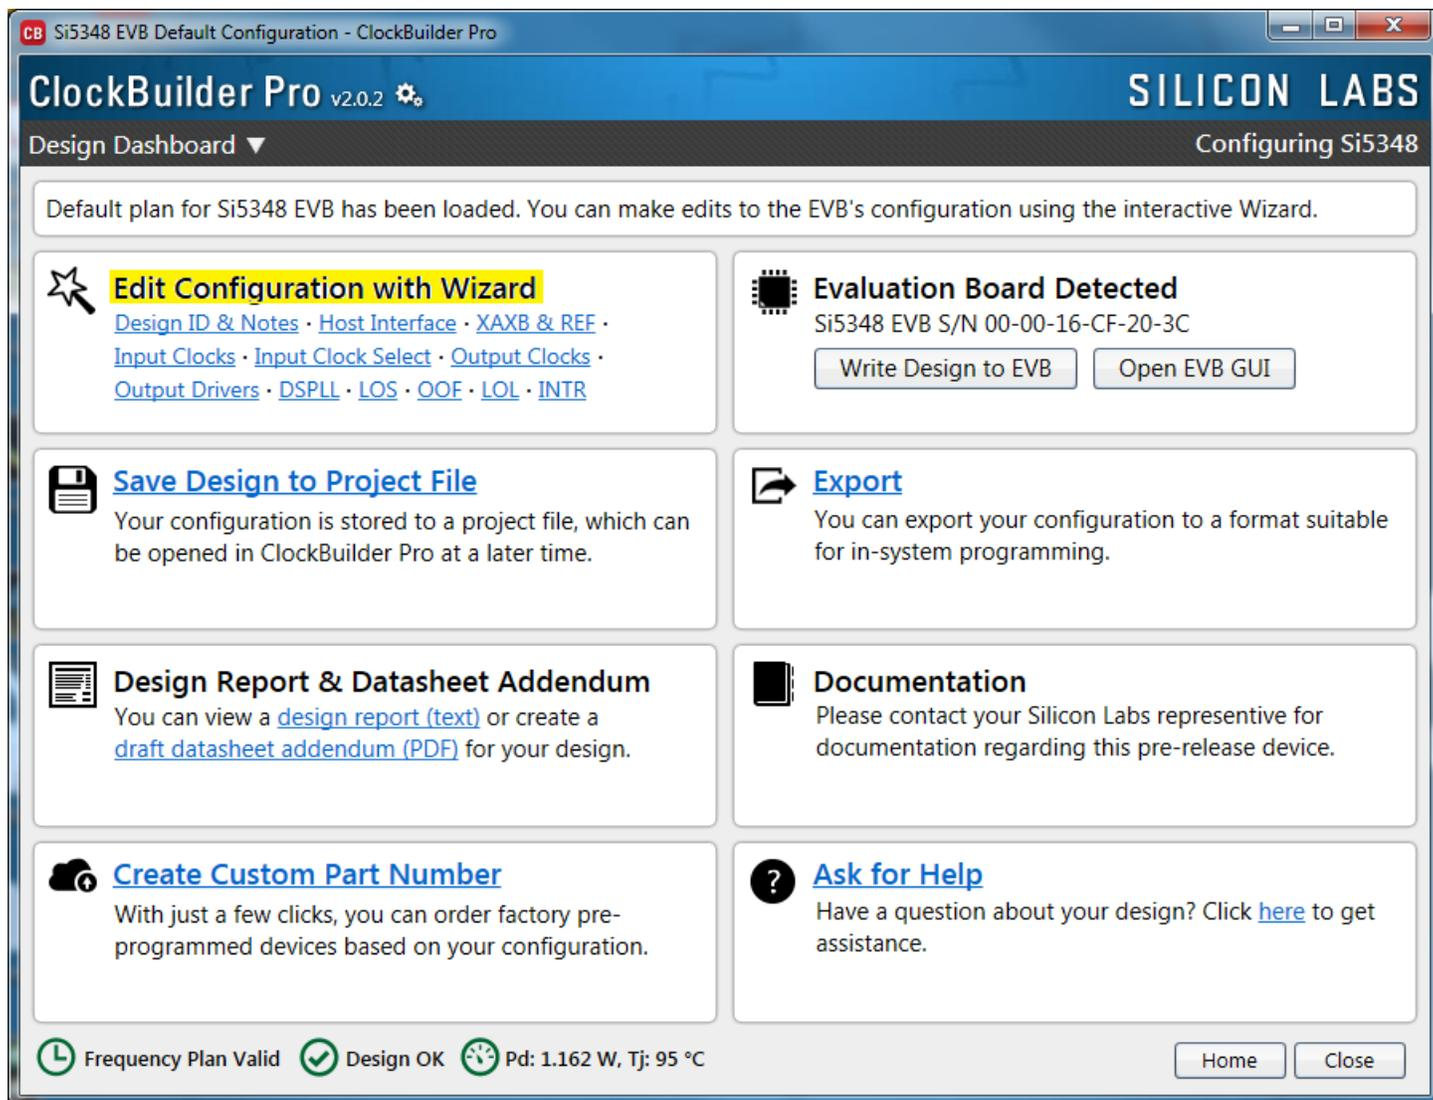 CB Si5348 EVB Default Configuration - ClockBuilder Pro
ClockBuilder Pro v2.0.2
SILICON LABS
Design Dashboard ▼
Configuring Si5348
Default plan for Si5348 EVB has been loaded. You can make edits to the EVB's configuration using the interactive Wizard.
Edit Configuration with Wizard
Design ID & Notes · Host Interface · XAXB & REF ·
Input Clocks · Input Clock Select · Output Clocks ·
Output Drivers · DSPLL · LOS · OOF · LOL · INTR
Evaluation Board Detected
Si5348 EVB S/N 00-00-16-CF-20-3C
Write Design to EVB
Open EVB GUI
Save Design to Project File
Your configuration is stored to a project file, which can
be opened in ClockBuilder Pro at a later time.
Export
You can export your configuration to a format suitable
for in-system programming.
Design Report & Datasheet Addendum
You can view a design report (text) or create a
draft datasheet addendum (PDF) for your design.
Documentation
Please contact your Silicon Labs representive for
documentation regarding this pre-release device.
Create Custom Part Number
With just a few clicks, you can order factory pre-
programmed devices based on your configuration.
? Ask for Help
Have a question about your design? Click here to get
assistance.
Frequency Plan Valid
Design OK
Pd: 1.162 W, Tj: 95 °C
Home
Close